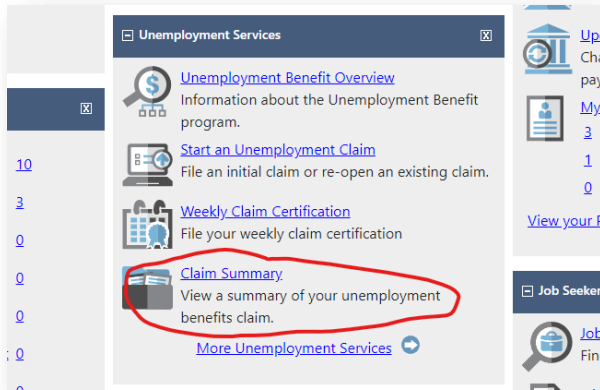 Unemployment Services
Unemployment Benefit Overview
Information about the Unemployment Benefit
program.
Start an Unemployment Claim
File an initial claim or re-open an existing claim.
Weekly Claim Certification
File your weekly claim certification
Claim Summary
View a summary of your unemployment
benefits claim.
More Unemployment Services
10
3
0
0
0
0
Up
Cha
pay
My
3
1
0
View your
Job Seeker
Job
Fin